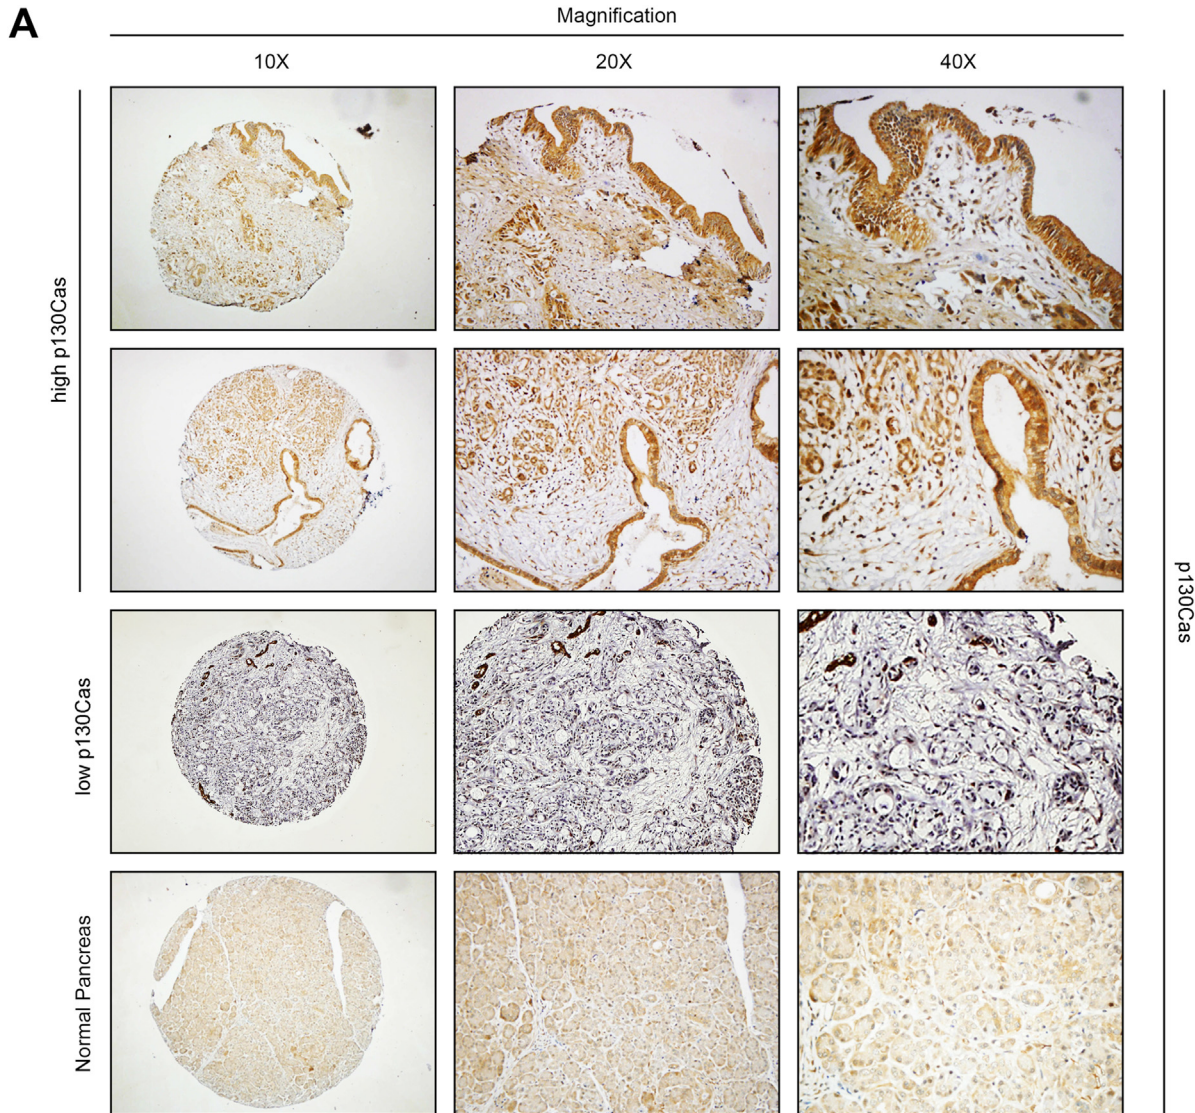 A
Magnification
10X
20X
40X
high p130Cas
low p130Cas
Normal Pancreas
p130Cas